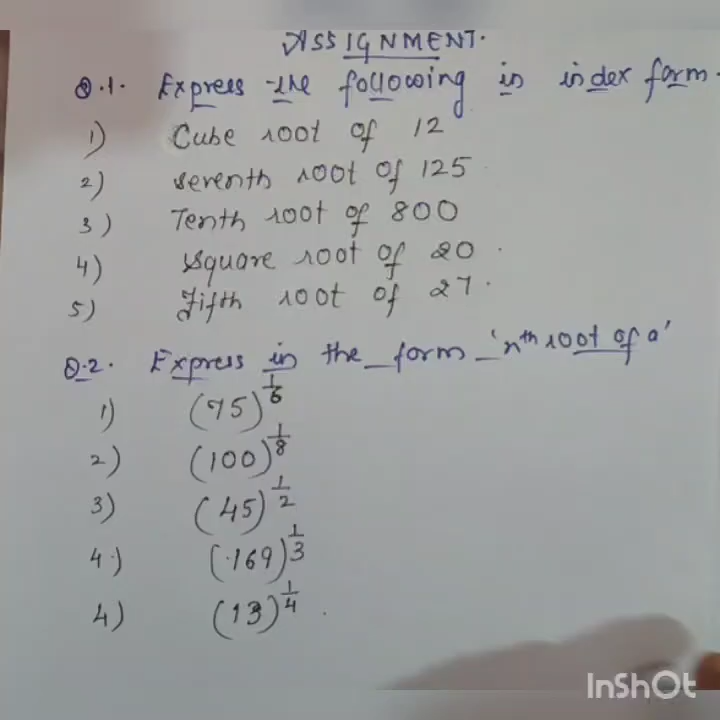 ASSIGNMENT.
Q.1. Express the following in index form.
1) Cube root of 12
2) seventh root of 125
3) Tenth root of 800
4) square root of 20.
5) Fifth root of 27.
Q.2. Express in the form 'nth root of a'
1) (75)^1/6
2) (100)^1/8
3) (45)^1/2
4.) (169)^1/3
4) (13)^1/4.
InShOt